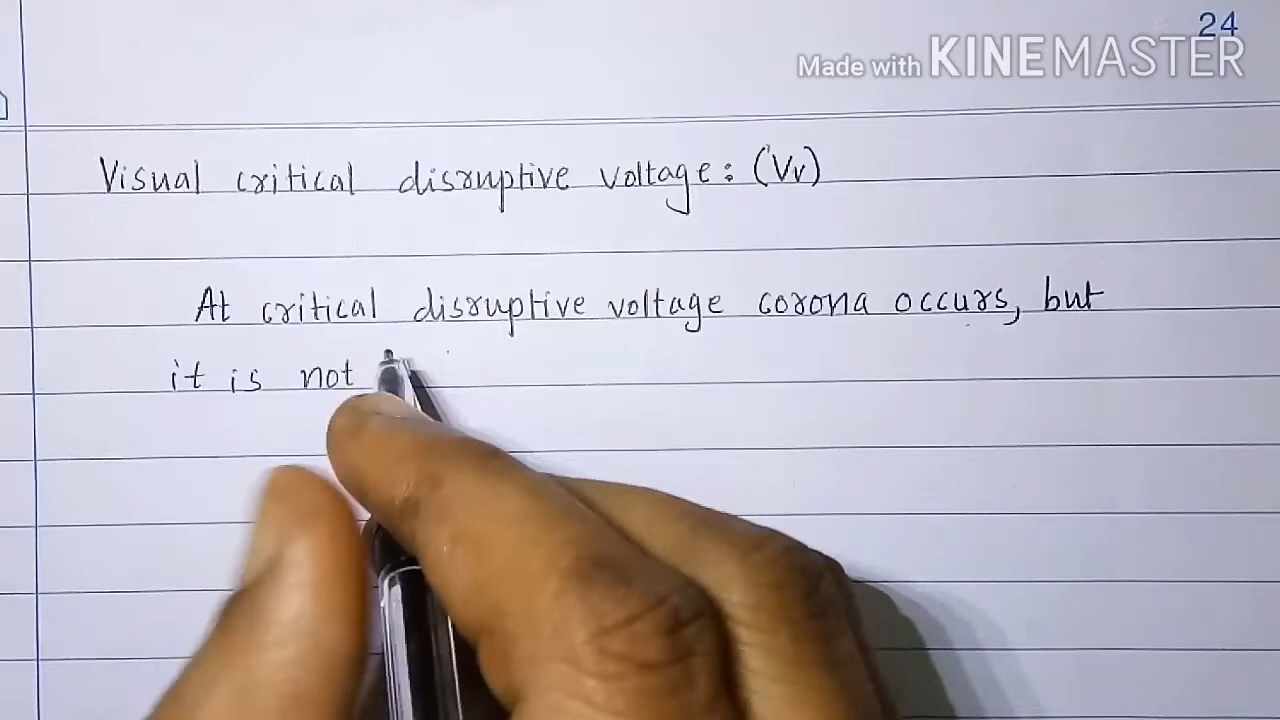 24
Made with KINEMASTER
Visual critical disruptive voltage: (Vv)
At critical disruptive voltage corona occurs, but
it is not